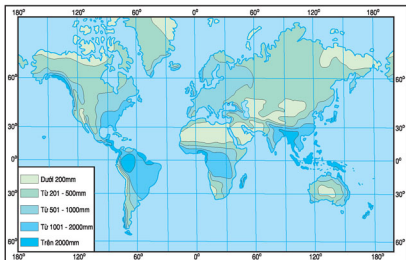 180° 120° 60° 0° 60° 120° 180°
60° 60°
30° 30°
0° 0°
Dưới 200mm
Từ 201 - 500mm
Từ 501 - 1000mm
Từ 1001 - 2000mm
Trên 2000mm
30° 30°
60° 60°
180° 120° 60° 0° 60° 120° 180°